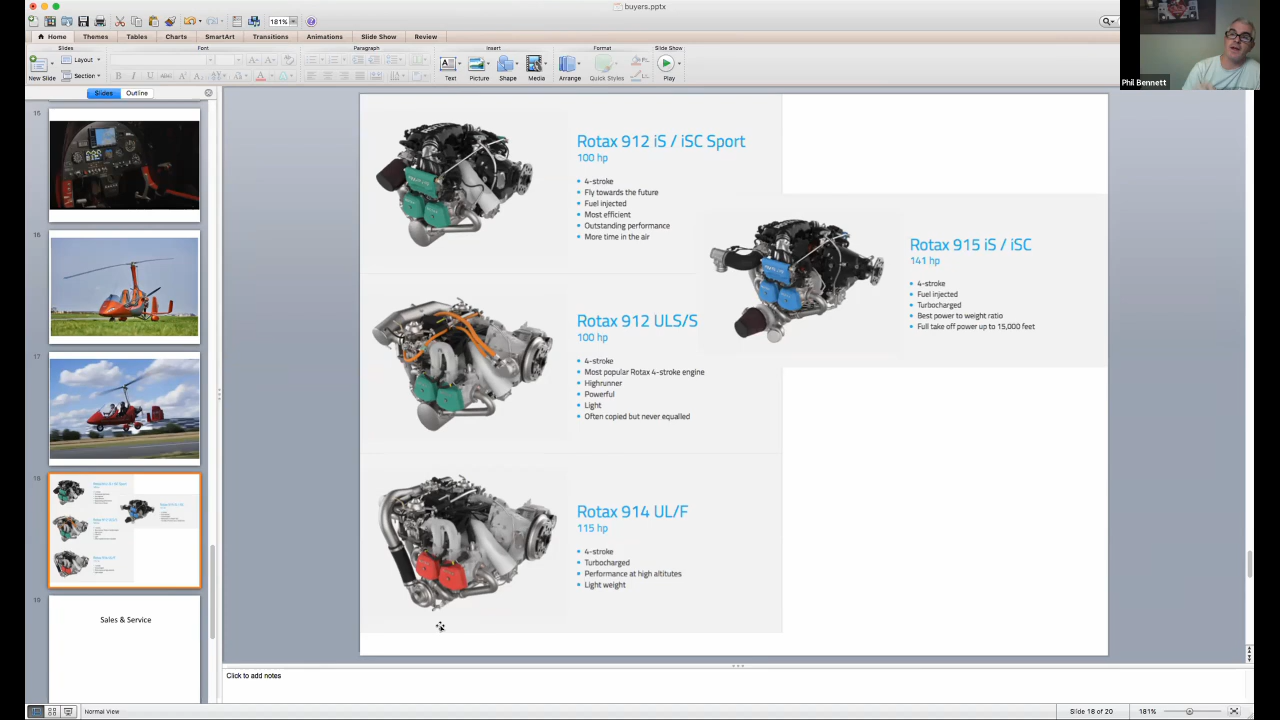 buyers.pptx
181%
Home
Themes
Tables
Charts
SmartArt
Transitions
Animations
Slide Show
Review
Slides
Font
Paragraph
Insert
Format
Slide Show
New Slide
Layout
Section
Text
Picture
Shape
Media
Arrange
Quick Styles
Play
Phil Bennett
Slides
Outline
15
16
17
18
19
Sales & Service
Rotax 912 iS / iSC Sport
100 hp
4-stroke
Fly towards the future
Fuel injected
Most efficient
Outstanding performance
More time in the air
Rotax 915 iS / iSC
141 hp
4-stroke
Fuel injected
Turbocharged
Best power to weight ratio
Full take off power up to 15,000 feet
Rotax 912 ULS/S
100 hp
4-stroke
Most popular Rotax 4-stroke engine
Highrunner
Powerful
Light
Often copied but never equalled
Rotax 914 UL/F
115 hp
4-stroke
Turbocharged
Performance at high altitutes
Light weight
Click to add notes
Normal View
Slide 18 of 20
181%